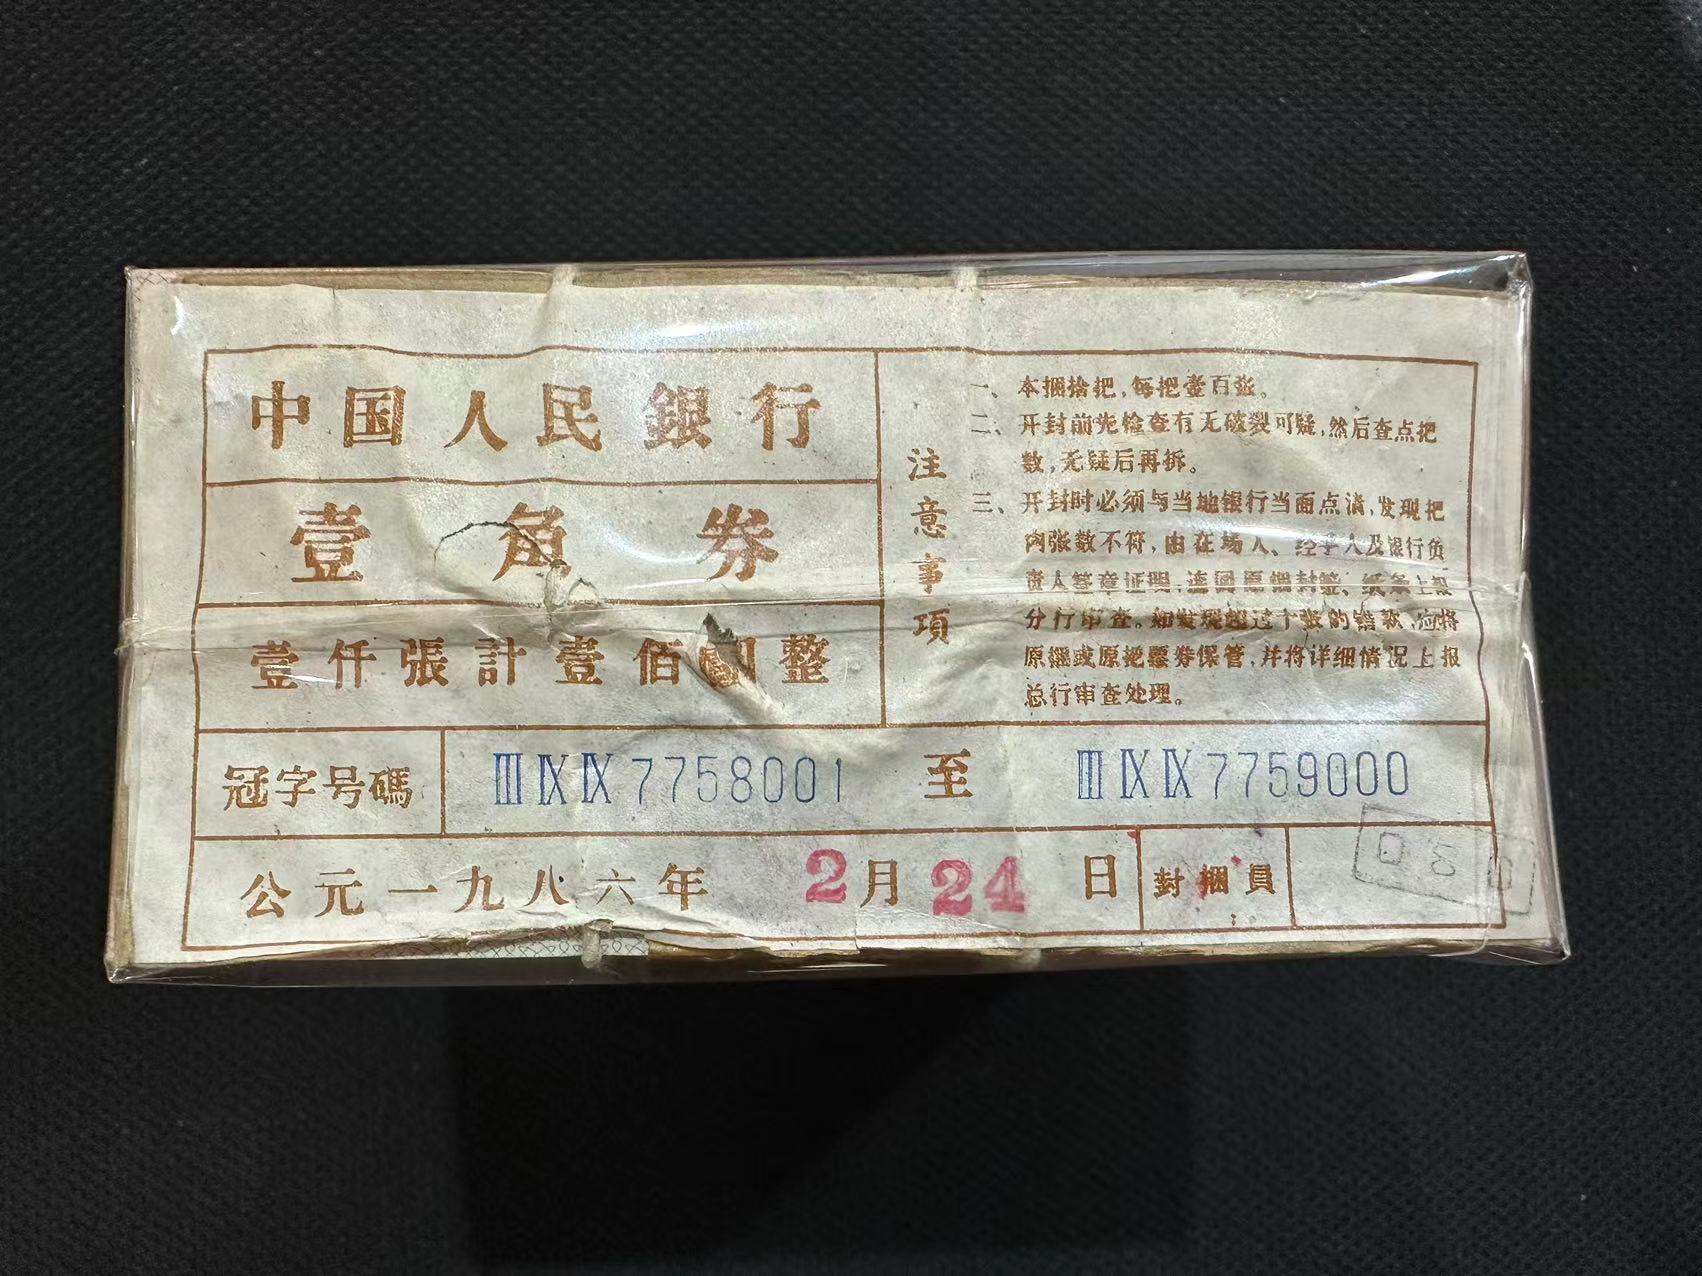 中国人民銀行
壹角券
壹仟張計壹佰圓整
注意事項
一、本捆拾把,每把壹百张。
二、开封前先检查有无破裂可疑,然后查点把
数,无疑后再拆。
三、开封时必须与当地银行当面点清,发现把
内张数不符,由在场人、经手人及银行负
责人签章证明,连同原捆封签、纸条上报
分行审查。如发现超过十张的错款,应将
原捆或原把腰券保管,并将详细情况上报
总行审查处理。
冠字号碼 ⅢⅨⅨ7758001 至 ⅢⅨⅨ7759000
公元一九八六年 2月24日 封捆員